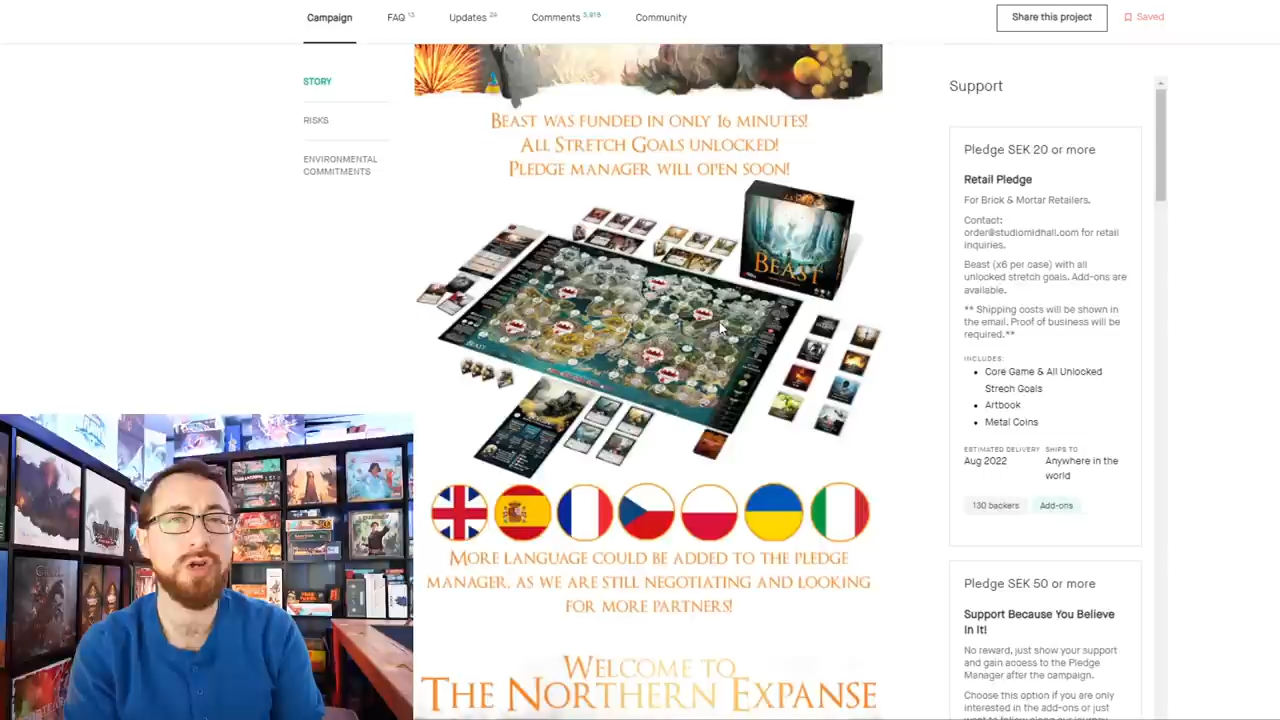 Campaign
FAQ 13
Updates 24
Comments 3,818
Community
Share this project
Saved
STORY
RISKS
ENVIRONMENTAL
COMMITMENTS
BEAST WAS FUNDED IN ONLY 16 MINUTES!
ALL STRETCH GOALS UNLOCKED!
PLEDGE MANAGER WILL OPEN SOON!
BEAST
MORE LANGUAGE COULD BE ADDED TO THE PLEDGE
MANAGER, AS WE ARE STILL NEGOTIATING AND LOOKING
FOR MORE PARTNERS!
WELCOME TO
THE NORTHERN EXPANSE
Support
Pledge SEK 20 or more
Retail Pledge
For Brick & Mortar Retailers.
Contact:
order@studiomidhall.com for retail
inquiries.
Beast (x6 per case) with all
unlocked stretch goals. Add-ons are
available.
** Shipping costs will be shown in
the email. Proof of business will be
required.**
INCLUDES:
Core Game & All Unlocked
Strech Goals
Artbook
Metal Coins
ESTIMATED DELIVERY
SHIPS TO
Aug 2022
Anywhere in the
world
130 backers
Add-ons
Pledge SEK 50 or more
Support Because You Believe
In It!
No reward, just show your support
and gain access to the Pledge
Manager after the campaign.
Choose this option if you are only
interested in the add-ons or just
want to follow along our journey